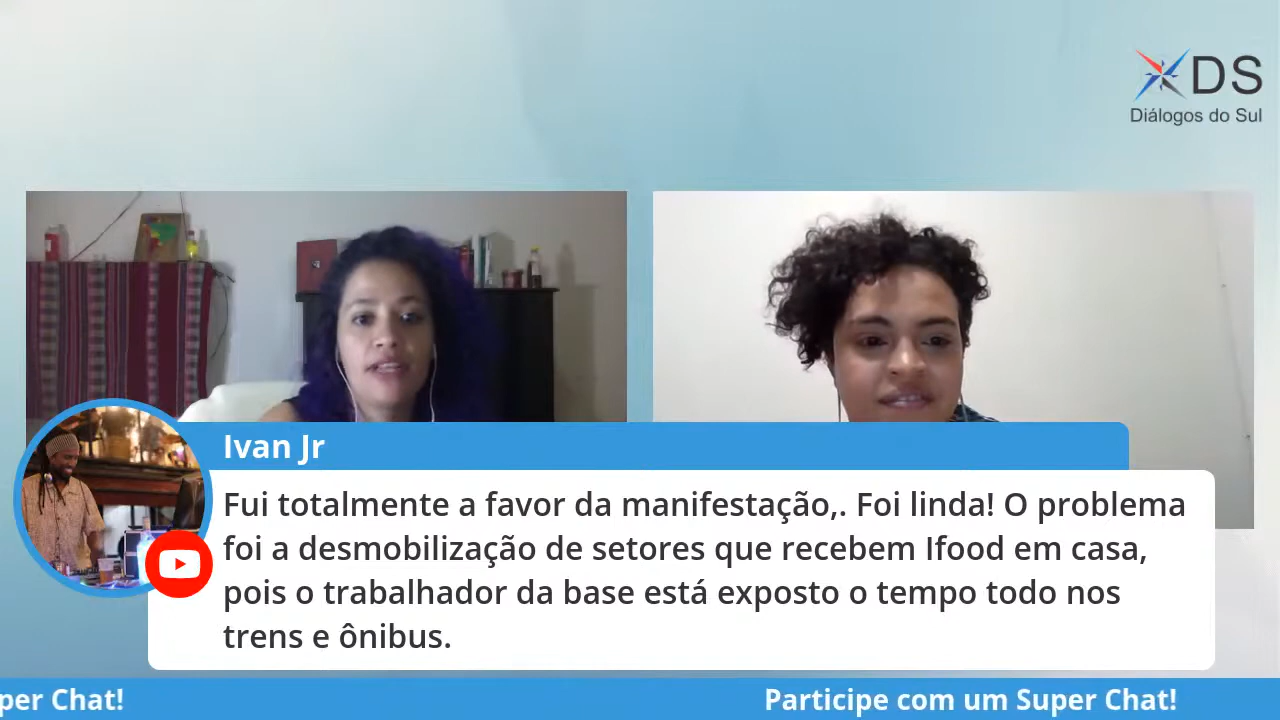 DS
Diálogos do Sul
Ivan Jr
Fui totalmente a favor da manifestação,. Foi linda! O problema
foi a desmobilização de setores que recebem Ifood em casa,
pois o trabalhador da base está exposto o tempo todo nos
trens e ônibus.
per Chat!
Participe com um Super Chat!